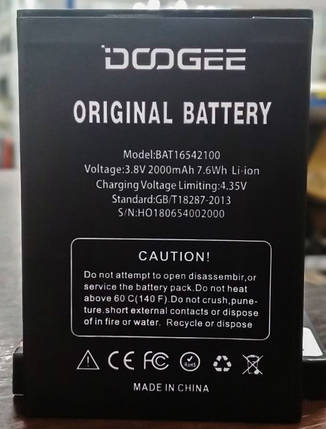 DOOGEE
ORIGINAL BATTERY
Model:BAT16542100
Voltage:3.8V 2000mAh 7.6Wh Li-ion
Charging Voltage Limiting:4.35V
Standard:GB/T18287-2013
S/N:HO180654002000
CAUTION!
Do not attempt to open disassembir,or
service the battery pack.Do not heat
above 60 C(140 F).Do not crush,pune-
ture.short external contacts or dispose
of in fire or water. Recycle or dispose
CE FC RoHS
MADE IN CHINA